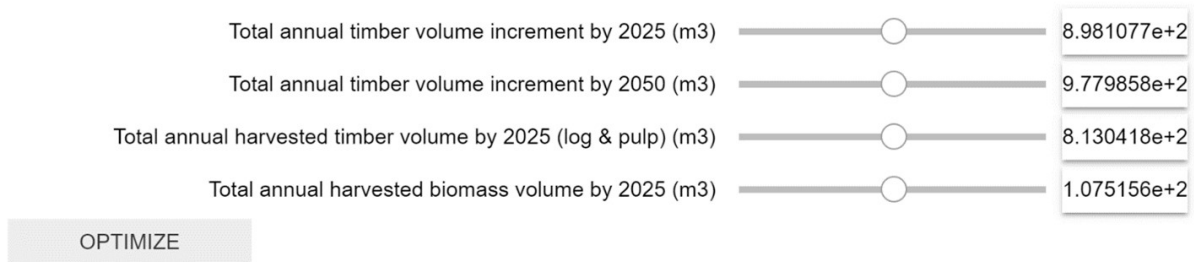 Total annual timber volume increment by 2025 (m3) 8.981077e+2
Total annual timber volume increment by 2050 (m3) 9.779858e+2
Total annual harvested timber volume by 2025 (log & pulp) (m3) 8.130418e+2
Total annual harvested biomass volume by 2025 (m3) 1.075156e+2
OPTIMIZE